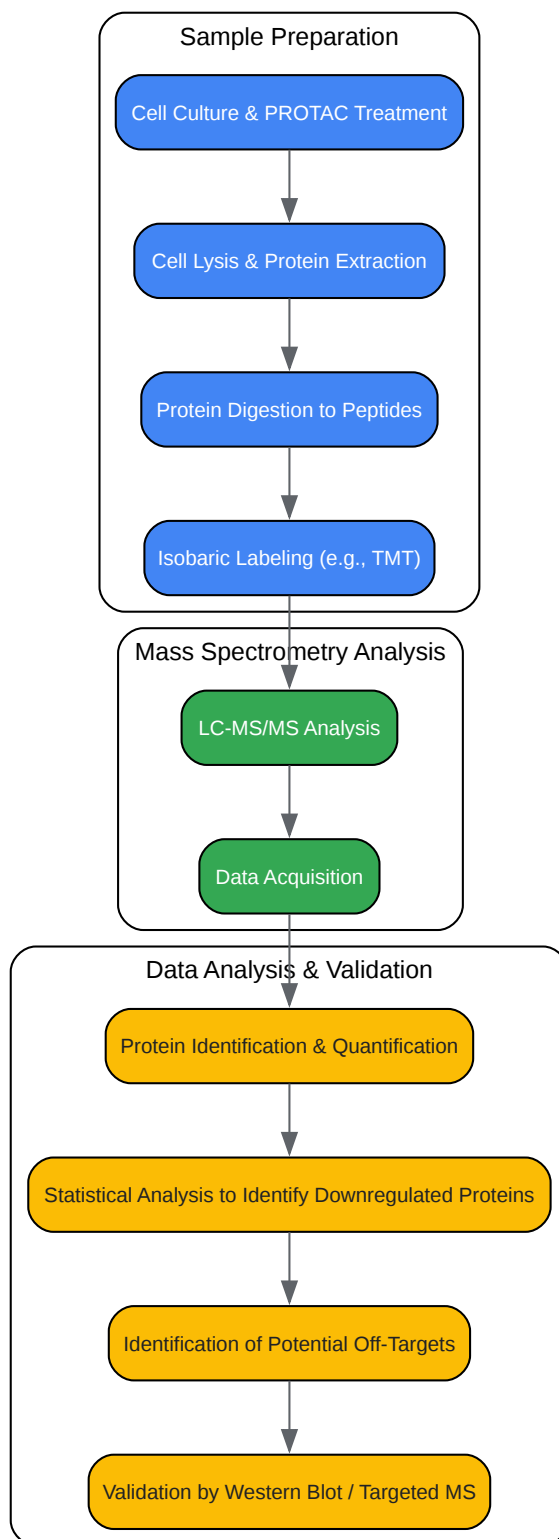 Sample Preparation
Cell Culture & PROTAC Treatment
Cell Lysis & Protein Extraction
Protein Digestion to Peptides
Isobaric Labeling (e.g., TMT)
Mass Spectrometry Analysis
LC-MS/MS Analysis
Data Acquisition
Data Analysis & Validation
Protein Identification & Quantification
Statistical Analysis to Identify Downregulated Proteins
Identification of Potential Off-Targets
Validation by Western Blot / Targeted MS